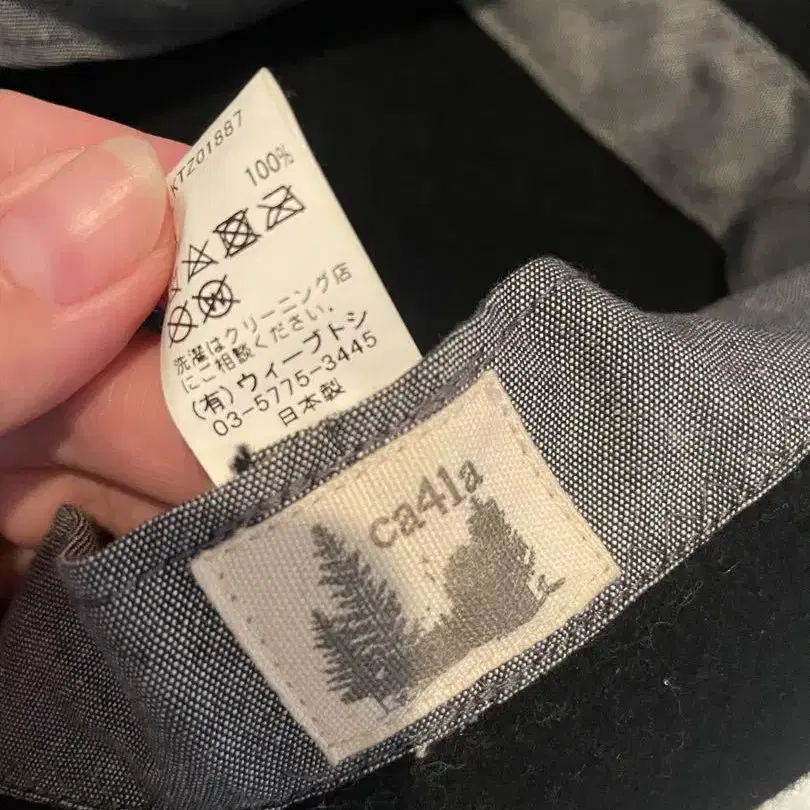 KTZ01887
100%
洗濯はクリーニング店
にご相談ください。
(有)ウィーブトシ
03-5775-3445
日本製
ca4la